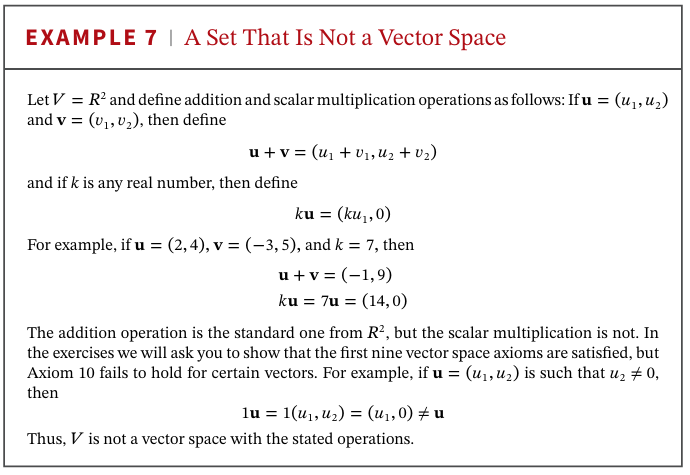 EXAMPLE 7 | A Set That Is Not a Vector Space
Let V = R² and define addition and scalar multiplication operations as follows: If u = (u₁, u₂)
and v = (v₁, v₂), then define
u + v = (u₁ + v₁, u₂ + v₂)
and if k is any real number, then define
ku = (ku₁, 0)
For example, if u = (2, 4), v = (−3, 5), and k = 7, then
u + v = (−1, 9)
ku = 7u = (14, 0)
The addition operation is the standard one from R², but the scalar multiplication is not. In
the exercises we will ask you to show that the first nine vector space axioms are satisfied, but
Axiom 10 fails to hold for certain vectors. For example, if u = (u₁, u₂) is such that u₂ ≠ 0,
then
1u = 1(u₁, u₂) = (u₁, 0) ≠ u
Thus, V is not a vector space with the stated operations.